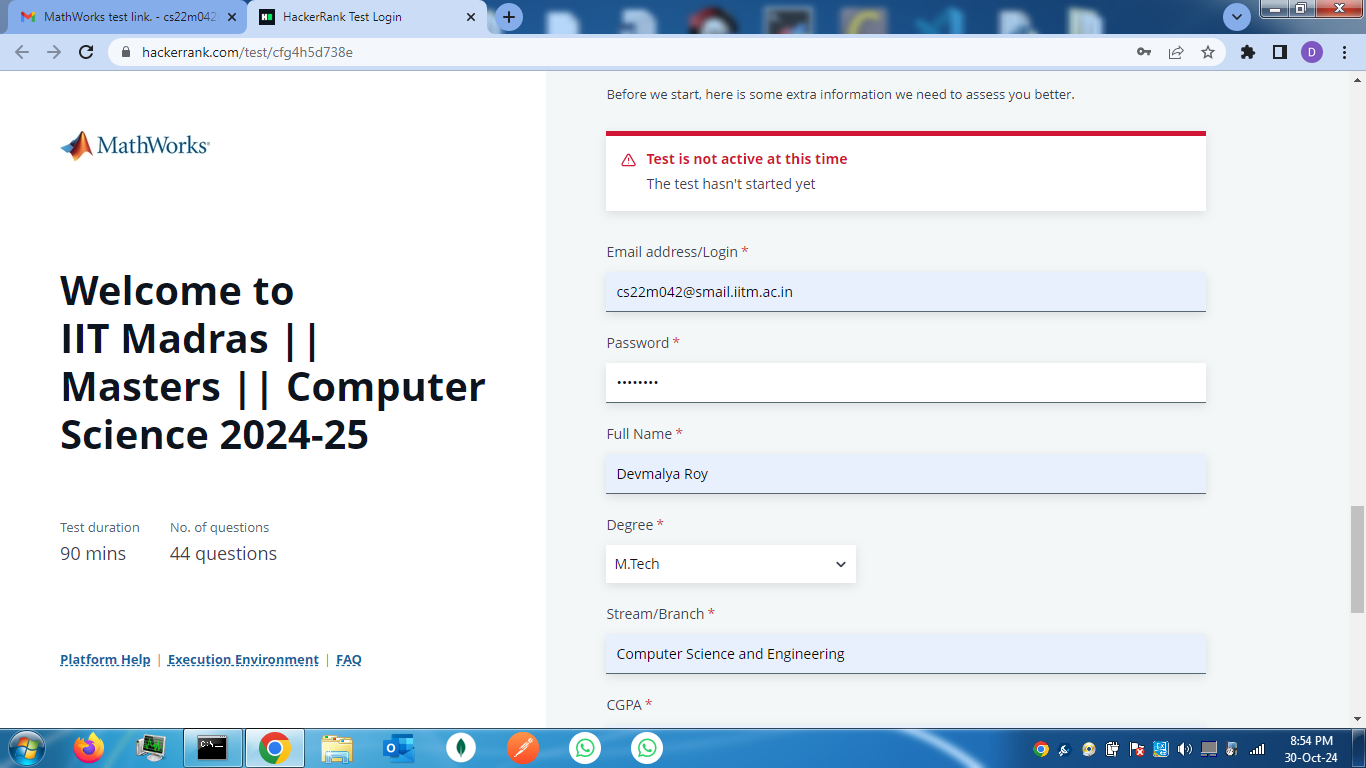 MathWorks test link. - cs22m042
HackerRank Test Login
hackerrank.com/test/cfg4h5d738e
D
MathWorks
Welcome to
IIT Madras ||
Masters || Computer
Science 2024-25
Test duration
90 mins
No. of questions
44 questions
Platform Help | Execution Environment | FAQ
Before we start, here is some extra information we need to assess you better.
Test is not active at this time
The test hasn't started yet
Email address/Login *
cs22m042@smail.iitm.ac.in
Password *
••••••••
Full Name *
Devmalya Roy
Degree *
M.Tech
Stream/Branch *
Computer Science and Engineering
CGPA *
8:54 PM
30-Oct-24